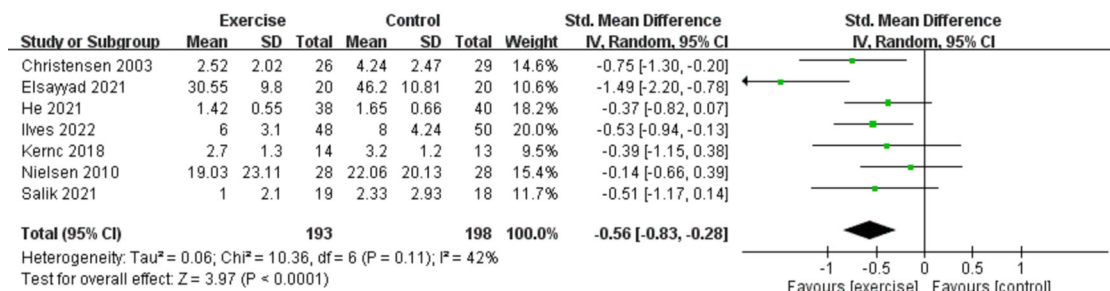 Exercise Control Std. Mean Difference Std. Mean Difference
Study or Subgroup Mean SD Total Mean SD Total Weight IV, Random, 95% CI IV, Random, 95% CI
Christensen 2003 2.52 2.02 26 4.24 2.47 29 14.6% -0.75 [-1.30, -0.20]
Elsayyad 2021 30.55 9.8 20 46.2 10.81 20 10.6% -1.49 [-2.20, -0.78]
He 2021 1.42 0.55 38 1.65 0.66 40 18.2% -0.37 [-0.82, 0.07]
Ilves 2022 6 3.1 48 8 4.24 50 20.0% -0.53 [-0.94, -0.13]
Kernc 2018 2.7 1.3 14 3.2 1.2 13 9.5% -0.39 [-1.15, 0.38]
Nielsen 2010 19.03 23.11 28 22.06 20.13 28 15.4% -0.14 [-0.66, 0.39]
Salik 2021 1 2.1 19 2.33 2.93 18 11.7% -0.51 [-1.17, 0.14]
Total (95% CI) 193 198 100.0% -0.56 [-0.83, -0.28]
Heterogeneity: Tau² = 0.06; Chi² = 10.36, df = 6 (P = 0.11); I² = 42%
Test for overall effect: Z = 3.97 (P < 0.0001)
-1 -0.5 0 0.5 1
Favours [exercise] Favours [control]